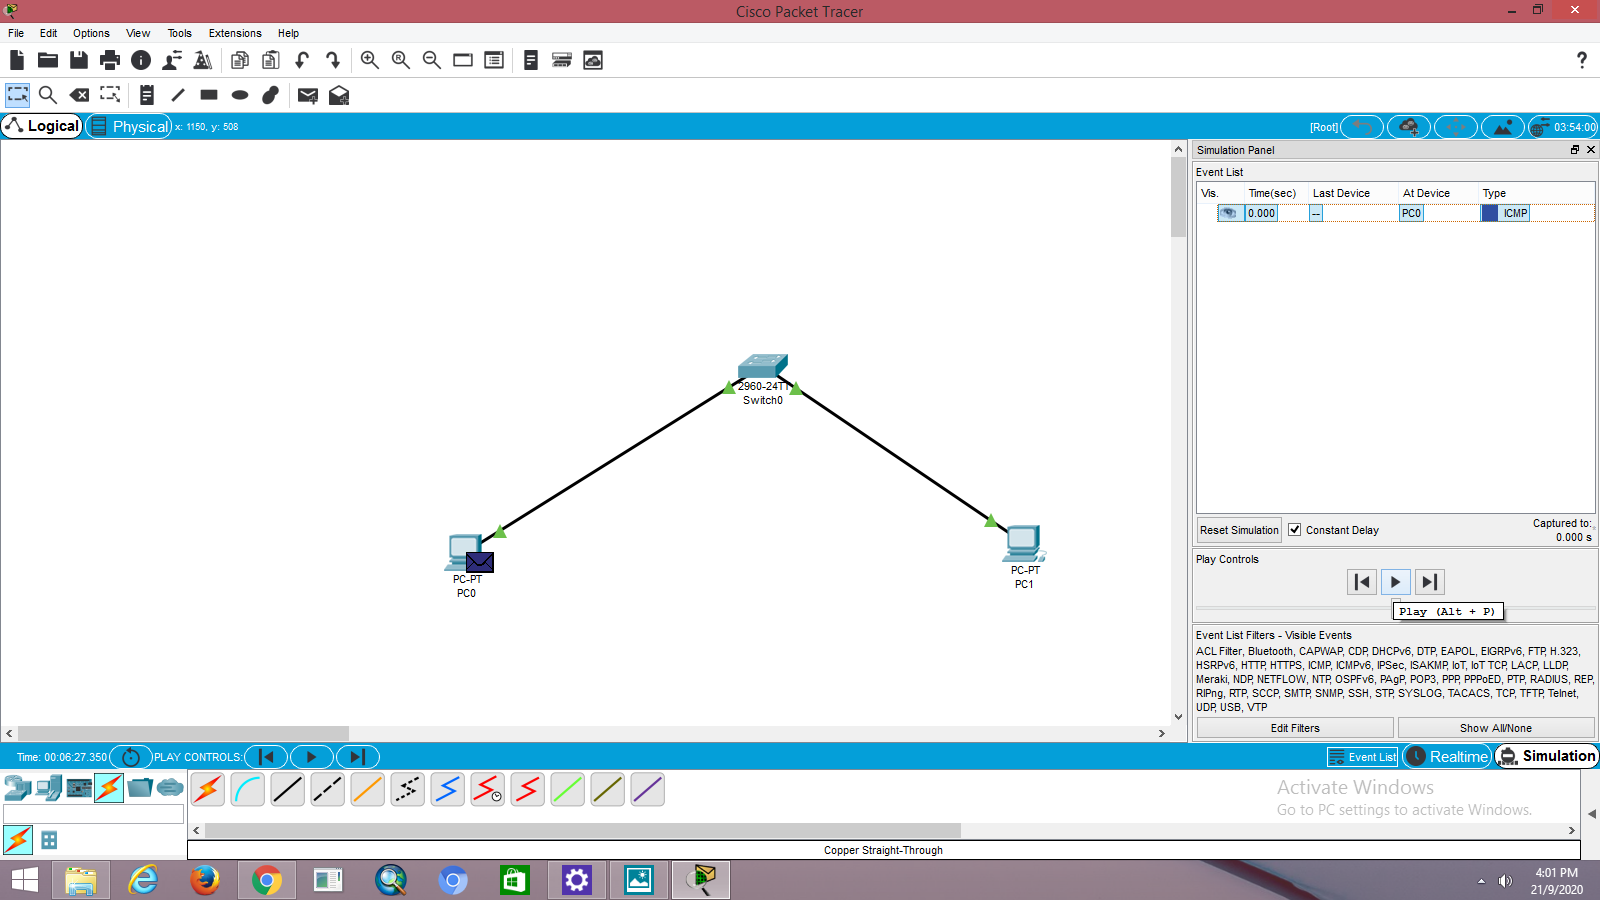 Cisco Packet Tracer
File Edit Options View Tools Extensions Help
?
Logical Physical x: 1150, y: 508 [Root] 03:54:00
Simulation Panel
Event List
Vis. Time(sec) Last Device At Device Type
0.000 -- PC0 ICMP
2960-24TT
Switch0
PC-PT
PC0
PC-PT
PC1
Reset Simulation Constant Delay Captured to:
0.000 s
Play Controls
Play (Alt + P)
Event List Filters - Visible Events
ACL Filter, Bluetooth, CAPWAP, CDP, DHCPv6, DTP, EAPOL, EIGRPv6, FTP, H.323,
HSRPv6, HTTP, HTTPS, ICMP, ICMPv6, IPSec, ISAKMP, IoT, IoT TCP, LACP, LLDP,
Meraki, NDP, NETFLOW, NTP, OSPFv6, PAgP, POP3, PPP, PPPoED, PTP, RADIUS, REP,
RIPng, RTP, SCCP, SMTP, SNMP, SSH, STP, SYSLOG, TACACS, TCP, TFTP, Telnet,
UDP, USB, VTP
Edit Filters Show All/None
Time: 00:06:27.350 PLAY CONTROLS: Event List Realtime Simulation
Activate Windows
Go to PC settings to activate Windows.
Copper Straight-Through
4:01 PM
21/9/2020